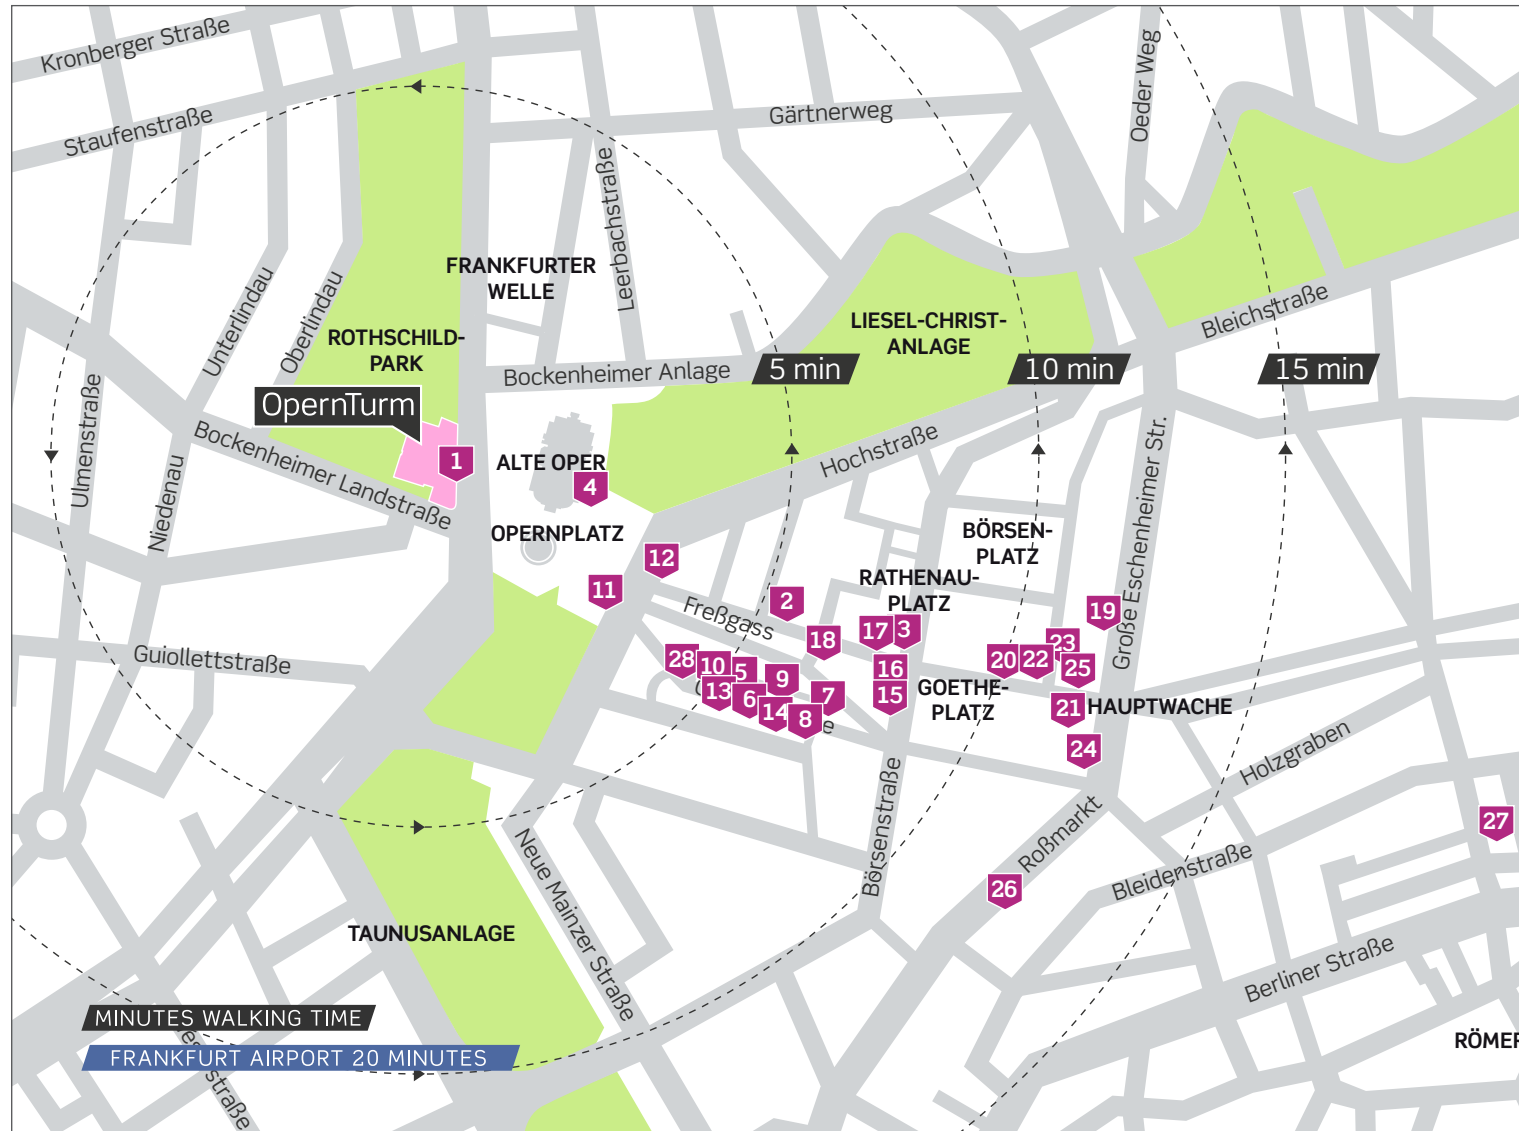 Kronberger Straße
Staufenstraße
Gärtnerweg
Oeder Weg
Leerbachstraße
FRANKFURTER
WELLE
Unterlindau
Oberlindau
ROTHSCHILD-
PARK
LIESEL-CHRIST-
ANLAGE
Bleichstraße
Bockenheimer Anlage
5 min
10 min
15 min
OpernTurm
Ulmenstraße
Niedenau
Bockenheimer Landstraße
1
ALTE OPER
4
OPERNPLATZ
Hochstraße
Große Eschenheimer Str.
BÖRSEN-
PLATZ
RATHENAU-
PLATZ
12
11
2
Freßgass
18
17
3
19
28
10
5
9
16
20
22
23
25
13
6
14
8
7
15
GOETHE-
PLATZ
21
HAUPTWACHE
24
Guiollettstraße
Holzgraben
Börsenstraße
Roßmarkt
27
26
Bleidenstraße
Neue Mainzer Straße
TAUNUSANLAGE
Berliner Straße
RÖMER
MINUTES WALKING TIME
FRANKFURT AIRPORT 20 MINUTES
straße